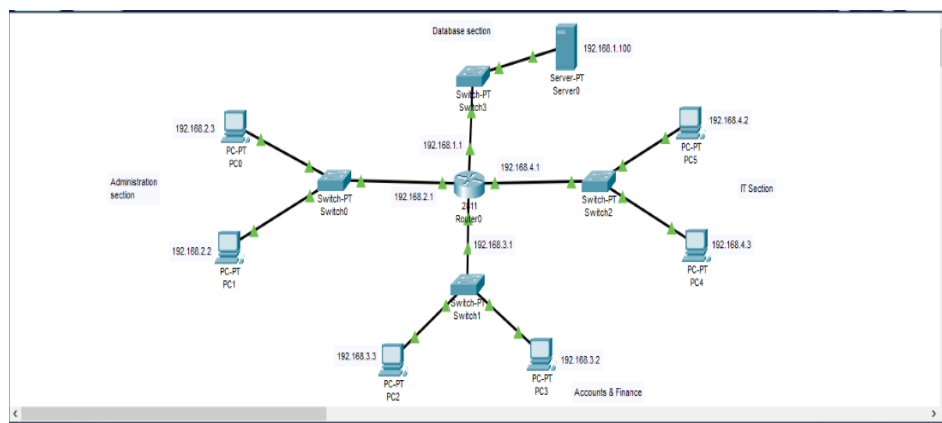 Database section
192.168.1.100
Server-PT
Server0
Switch-PT
Switch3
192.168.2.3
PC-PT
PC0
192.168.4.2
PC-PT
PC5
192.168.1.1
192.168.4.1
Administration
section
Switch-PT
Switch0
192.168.2.1
2811
Router0
Switch-PT
Switch2
IT Section
192.168.2.2
PC-PT
PC1
192.168.3.1
192.168.4.3
PC-PT
PC4
Switch-PT
Switch1
192.168.3.3
PC-PT
PC2
192.168.3.2
PC-PT
PC3
Accounts & Finance